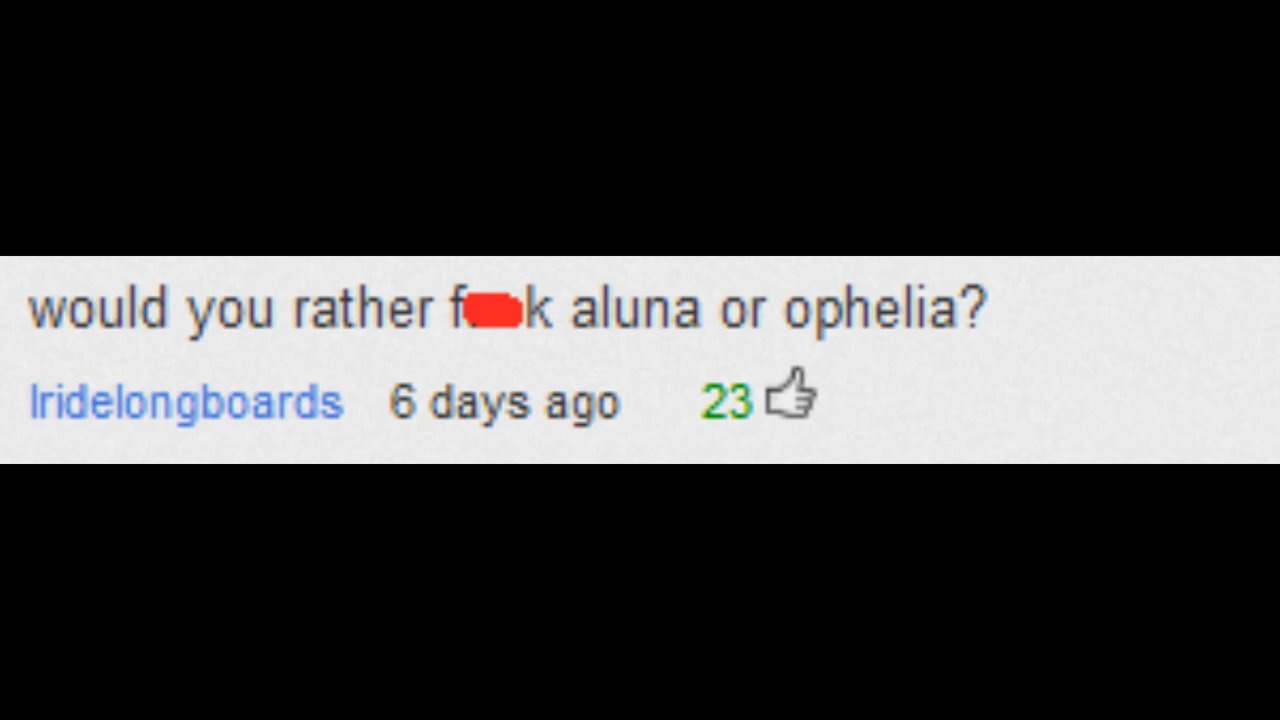 would you rather f k aluna or ophelia?
Iridelongboards 6 days ago 23